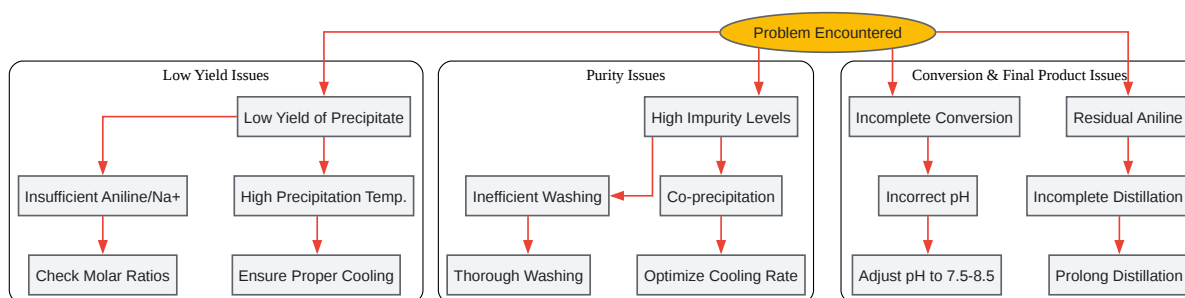 Problem Encountered
Low Yield Issues
Purity Issues
Conversion & Final Product Issues
Low Yield of Precipitate
High Impurity Levels
Incomplete Conversion
Residual Aniline
Insufficient Aniline/Na+
High Precipitation Temp.
Inefficient Washing
Co-precipitation
Incorrect pH
Incomplete Distillation
Check Molar Ratios
Ensure Proper Cooling
Thorough Washing
Optimize Cooling Rate
Adjust pH to 7.5-8.5
Prolong Distillation